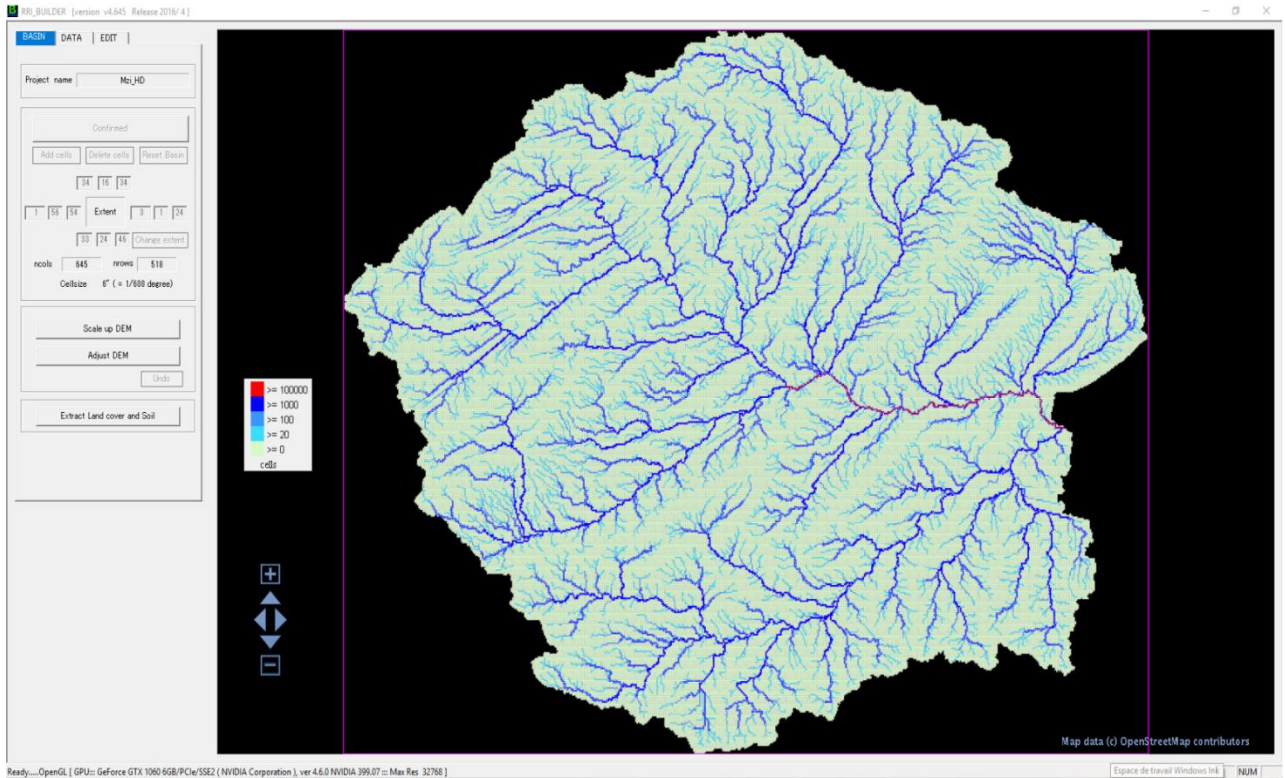 RRI_BUILDER [version v4.645 Release 2016/ 4 ]
BASIN DATA EDIT
Project name Mzi_HD
Confirmed
Add cells Delete cells Reset Basin
34 16 34
1 56 54 Extent 3 1 24
33 24 46 Change extent
ncols 645 nrows 518
Cellsize 6" ( = 1/600 degree)
Scale up DEM
Adjust DEM
Undo
Extract Land cover and Soil
>= 100000
>= 1000
>= 100
>= 20
>= 0
cells
Map data (c) OpenStreetMap contributors
Ready.....OpenGL [ GPU::: GeForce GTX 1060 6GB/PCIe/SSE2 ( NVIDIA Corporation ), ver 4.6.0 NVIDIA 399.07 ::: Max Res 32768 ]
Espace de travail Windows Ink NUM